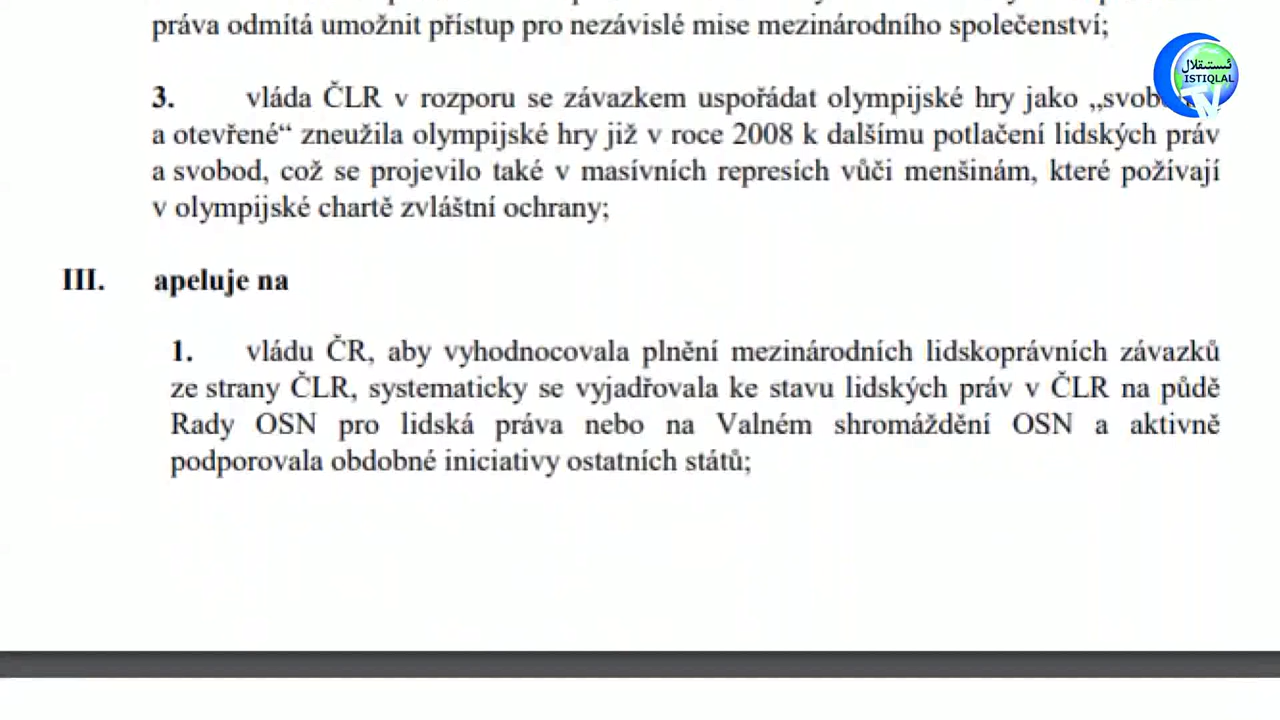 práva odmítá umožnit přístup pro nezávislé mise mezinárodního společenství;
3. vláda ČLR v rozporu se závazkem uspořádat olympijské hry jako „svob
a otevřené“ zneužila olympijské hry již v roce 2008 k dalšímu potlačení lidských práv
a svobod, což se projevilo také v masívních represích vůči menšinám, které požívají
v olympijské chartě zvláštní ochrany;
III. apeluje na
1. vládu ČR, aby vyhodnocovala plnění mezinárodních lidskoprávních závazků
ze strany ČLR, systematicky se vyjadřovala ke stavu lidských práv v ČLR na půdě
Rady OSN pro lidská práva nebo na Valném shromáždění OSN a aktivně
podporovala obdobné iniciativy ostatních států;
ئىستىقلال
ISTIQLAL
TV